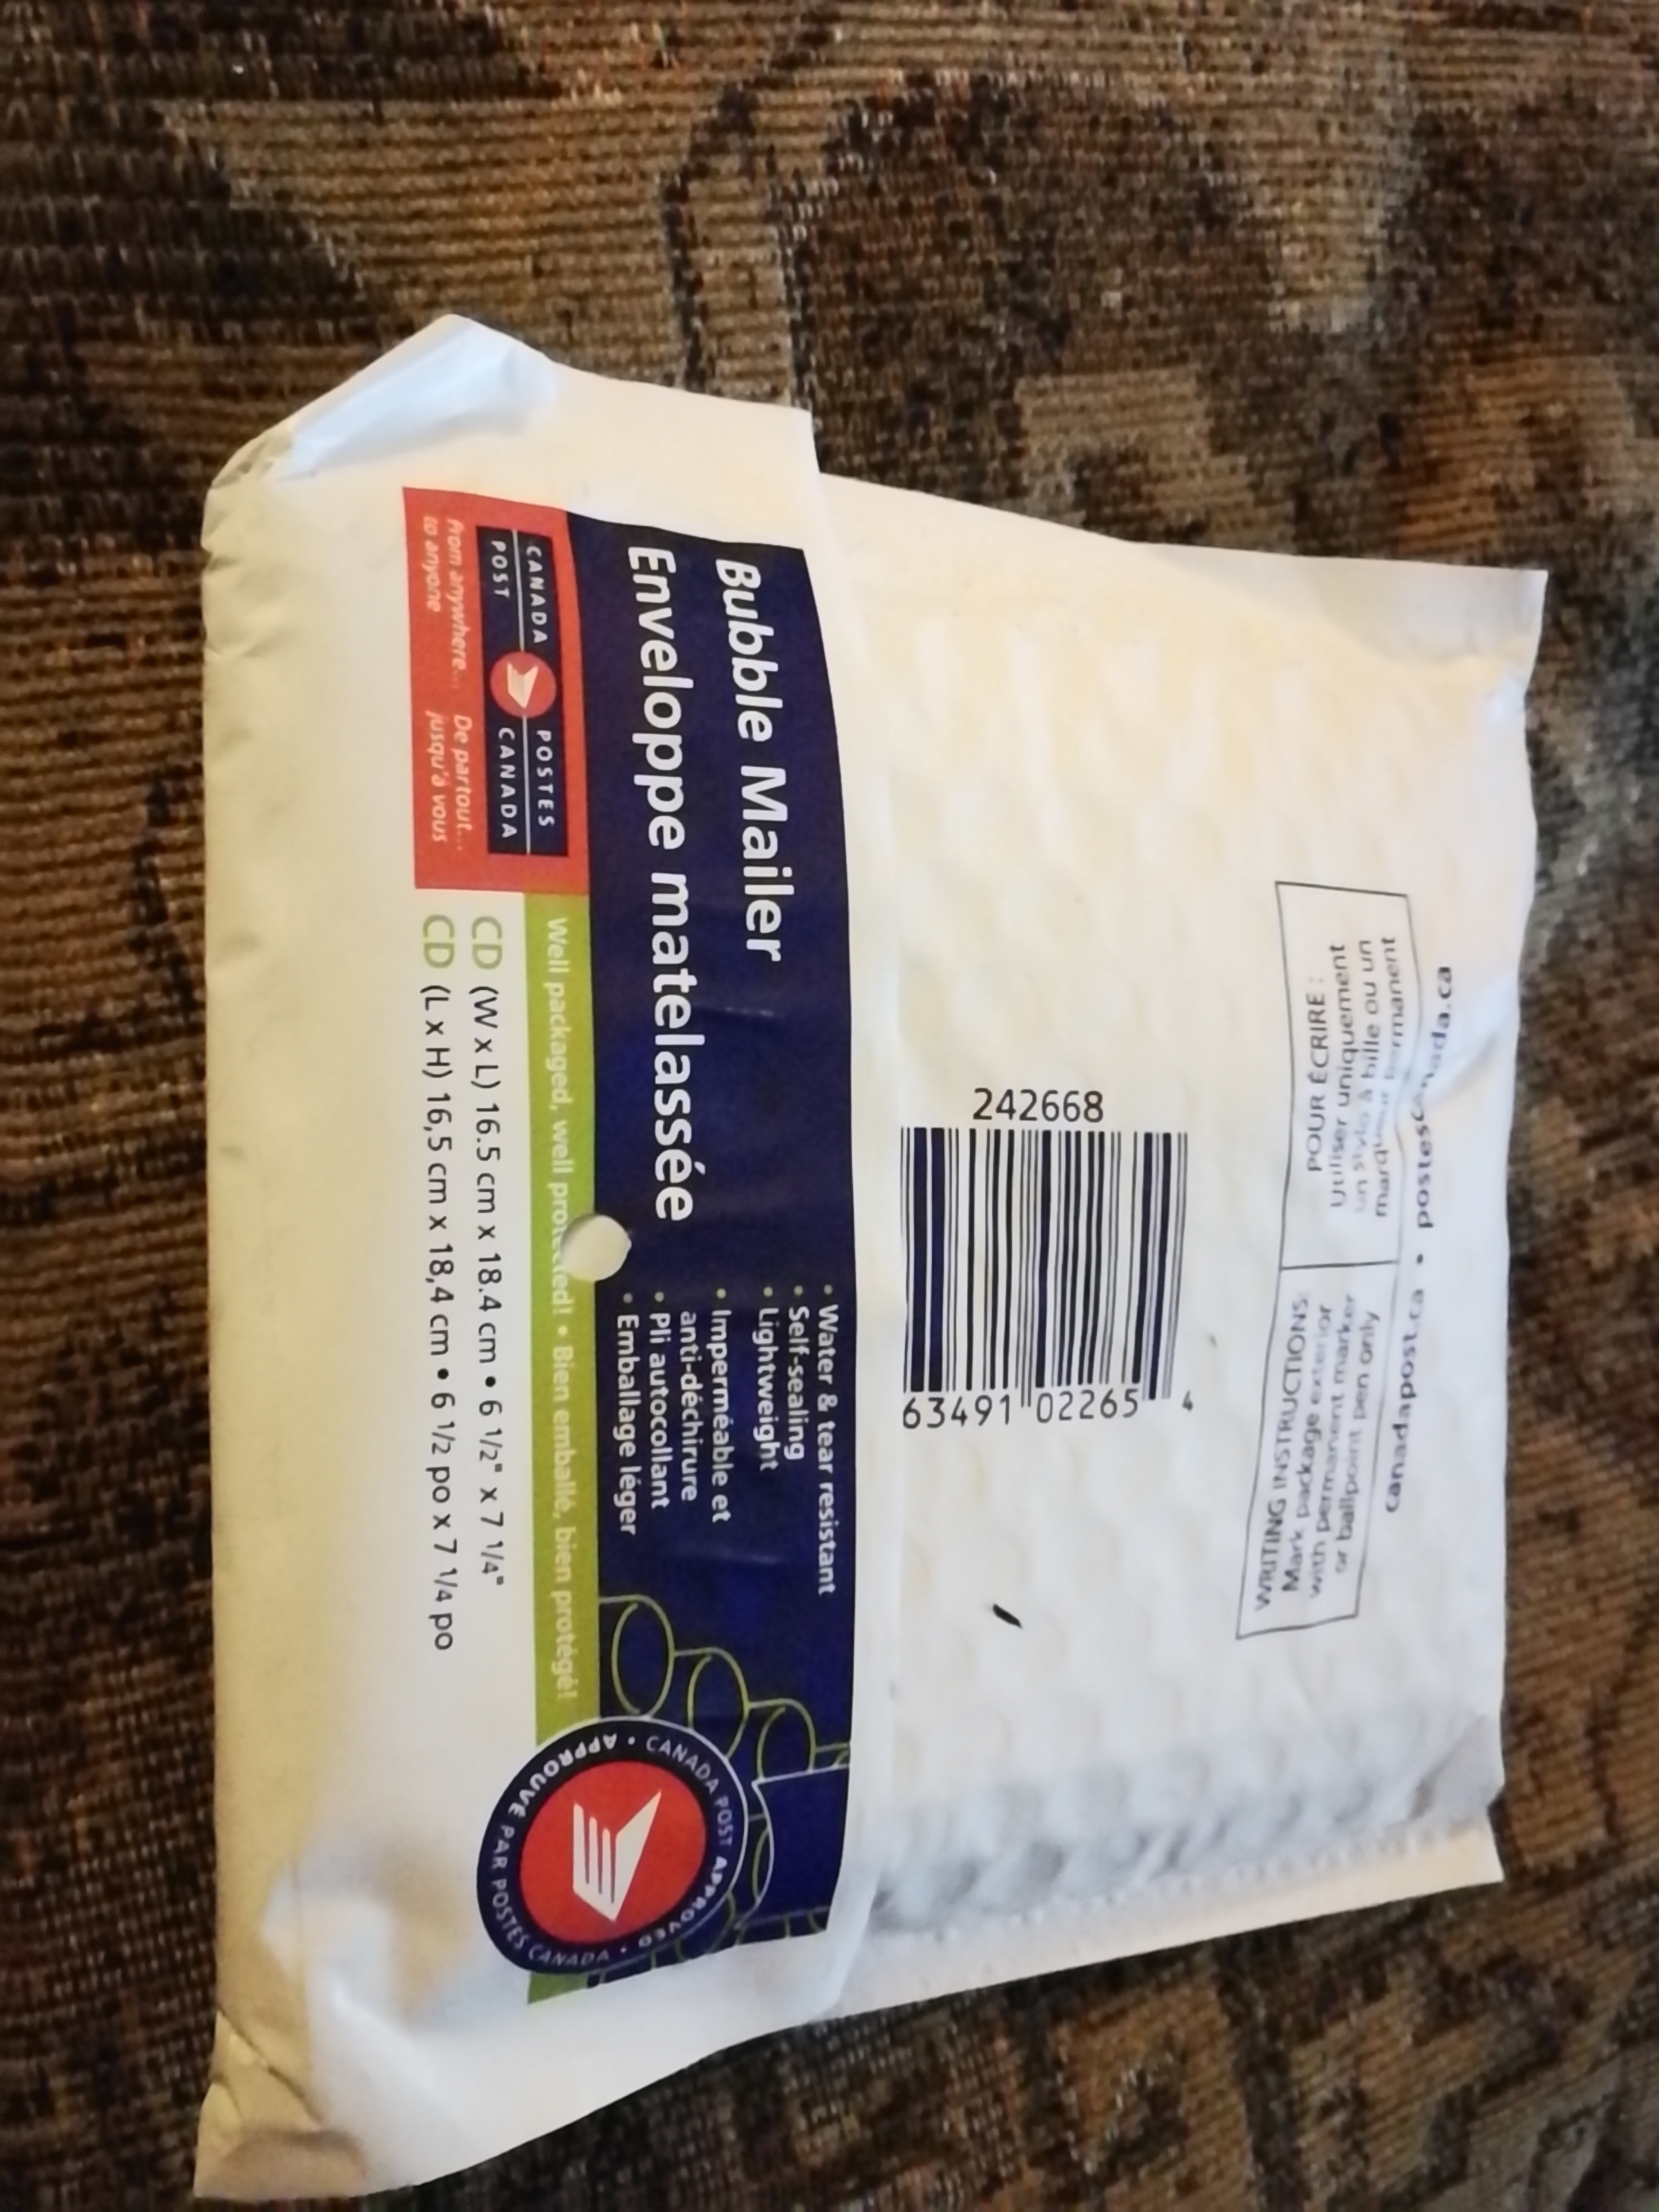 Bubble Mailer
Enveloppe matelassée
• Water & tear resistant
• Self-sealing
• Lightweight
• Imperméable et
anti-déchirure
• Pli autocollant
• Emballage léger
CANADA POSTES
POST CANADA
From anywhere... De partout...
to anyone jusqu'à vous
Well packaged, well protected! • Bien emballé, bien protégé!
CD (W x L) 16.5 cm x 18.4 cm • 6 1/2" x 7 1/4"
CD (L x H) 16,5 cm x 18,4 cm • 6 1/2 po x 7 1/4 po
CANADA POST APPROVED •
APPROUVÉ PAR POSTES CANADA •
242668
63491 02265 4
WRITING INSTRUCTIONS:
Mark package exterior
with permanent marker
or ballpoint pen only
POUR ÉCRIRE :
Utiliser uniquement
un stylo à bille ou un
marqueur permanent
canadapost.ca • postescanada.ca